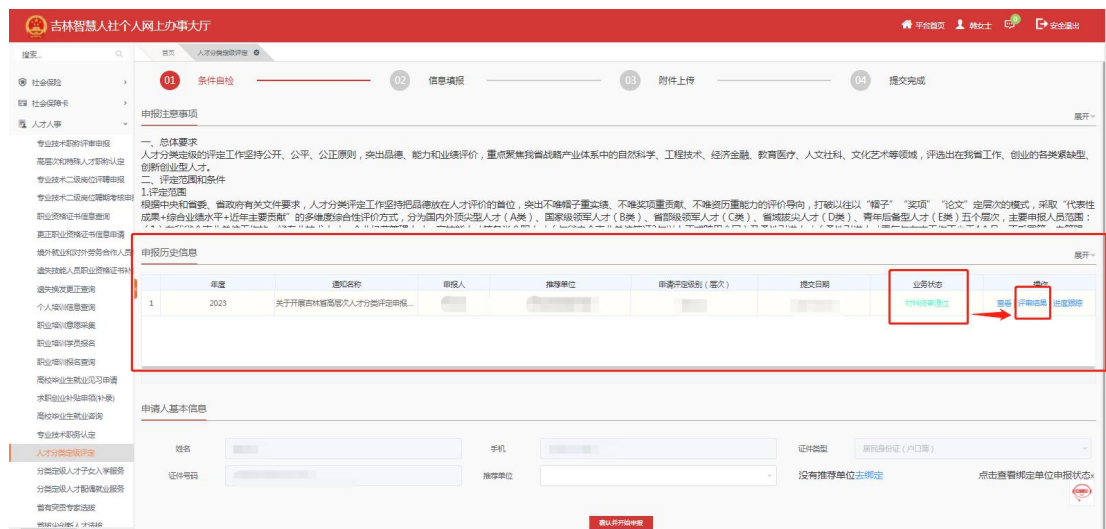 吉林智慧人社个人网上办事大厅
平台首页 韩女士 安全退出
搜索...
首页 人才分类定级评定
社会保险
社会保障卡
人才人事
专业技术职称评审申报
高层次和特殊人才职称认定
专业技术二级岗位评聘申报
专业技术二级岗位聘期考核申
职业资格证书信息查询
更正职业资格证书信息申请
境外就业和对外劳务合作人员
遗失技能人员职业资格证书补
遗失换发更正查询
个人培训信息查询
职业培训意愿采集
职业培训学员报名
职业培训报名查询
高校毕业生就业见习申请
求职创业补贴申领(补录)
高校毕业生就业咨询
专业技术职务认定
人才分类定级评定
分类定级人才子女入学服务
分类定级人才配偶就业服务
省有突贡专家选拔
01 条件自检
02 信息填报
03 附件上传
04 提交完成
申报注意事项 展开
一、总体要求
人才分类定级的评定工作坚持公开、公平、公正原则，突出品德、能力和业绩评价，重点聚焦我省战略产业体系中的自然科学、工程技术、经济金融、教育医疗、人文社科、文化艺术等领域，评选出在我省工作、创业的各类紧缺型、
创新创业型人才。
二、评定范围和条件
1.评定范围
根据中央和省委、省政府有关文件要求，人才分类定级评定工作坚持把品德放在人才评价的首位，突出不唯帽子重实绩、不唯奖项重贡献、不唯资历重能力的评价导向，打破以往以“帽子”“奖项”“论文”定层次的模式，采取“代表性
成果+综合业绩水平+近年主要贡献”的多维度综合性评价方式，分为国内外顶尖型人才（A类）、国家级领军人才（B类）、省部级领军人才（C类）、省域拔尖人才（D类）、青年后备型人才（E类）五个层次，主要申报人员范围：
申报历史信息 展开
年度 通知名称 申报人 推荐单位 申请评定级别（层次） 提交日期 业务状态 操作
1 2023 关于开展吉林省高层次人才分类评定申报... 查看 评审结果 进度跟踪
申请人基本信息
姓名 手机 证件类型 居民身份证（户口簿）
证件号码 推荐单位 没有推荐单位去绑定 点击查看绑定单位申报状态
确认并开始申报